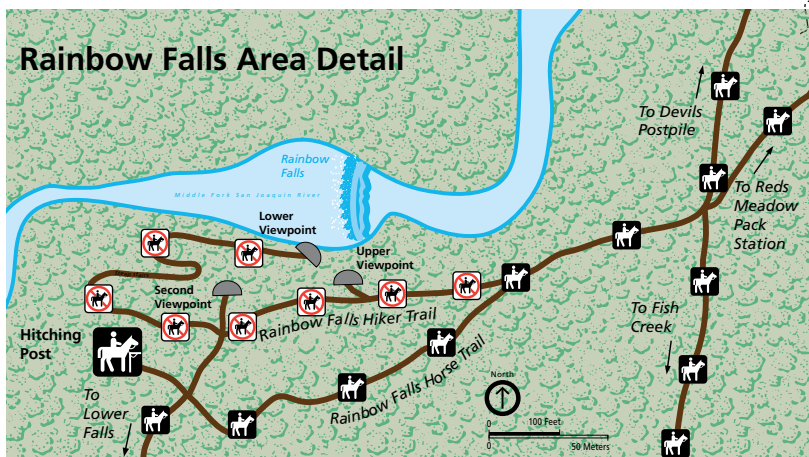 Rainbow Falls Area Detail
To Devils
Postpile
Rainbow
Falls
Middle Fork San Joaquin River
To Reds
Meadow
Pack
Station
Lower
Viewpoint
Upper
Viewpoint
Second
Viewpoint
To Fish
Creek
Rainbow Falls Hiker Trail
Hitching
Post
Rainbow Falls Horse Trail
North
To
Lower
Falls
0 100 Feet
0 50 Meters